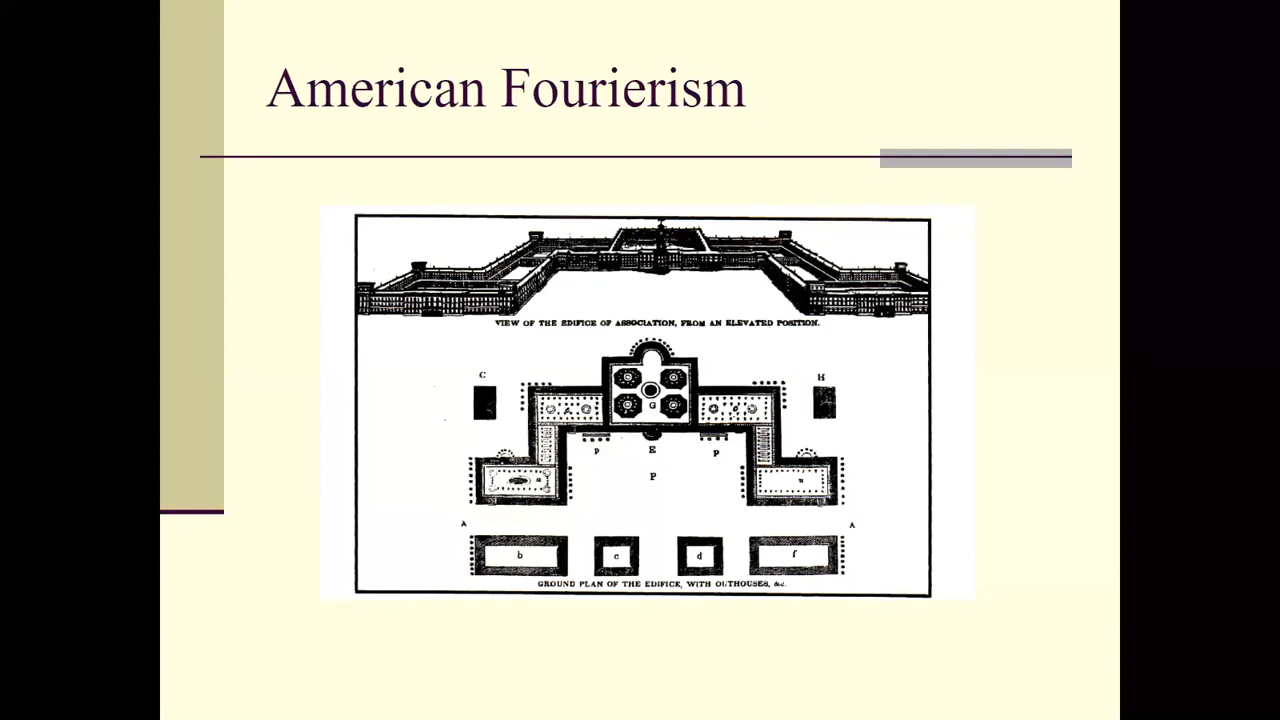 American Fourierism
VIEW OF THE EDIFICE OF ASSOCIATION, FROM AN ELEVATED POSITION.
C
H
G
P
E
P
P
A
A
b
c
d
f
GROUND PLAN OF THE EDIFICE, WITH OUTHOUSES, &c.